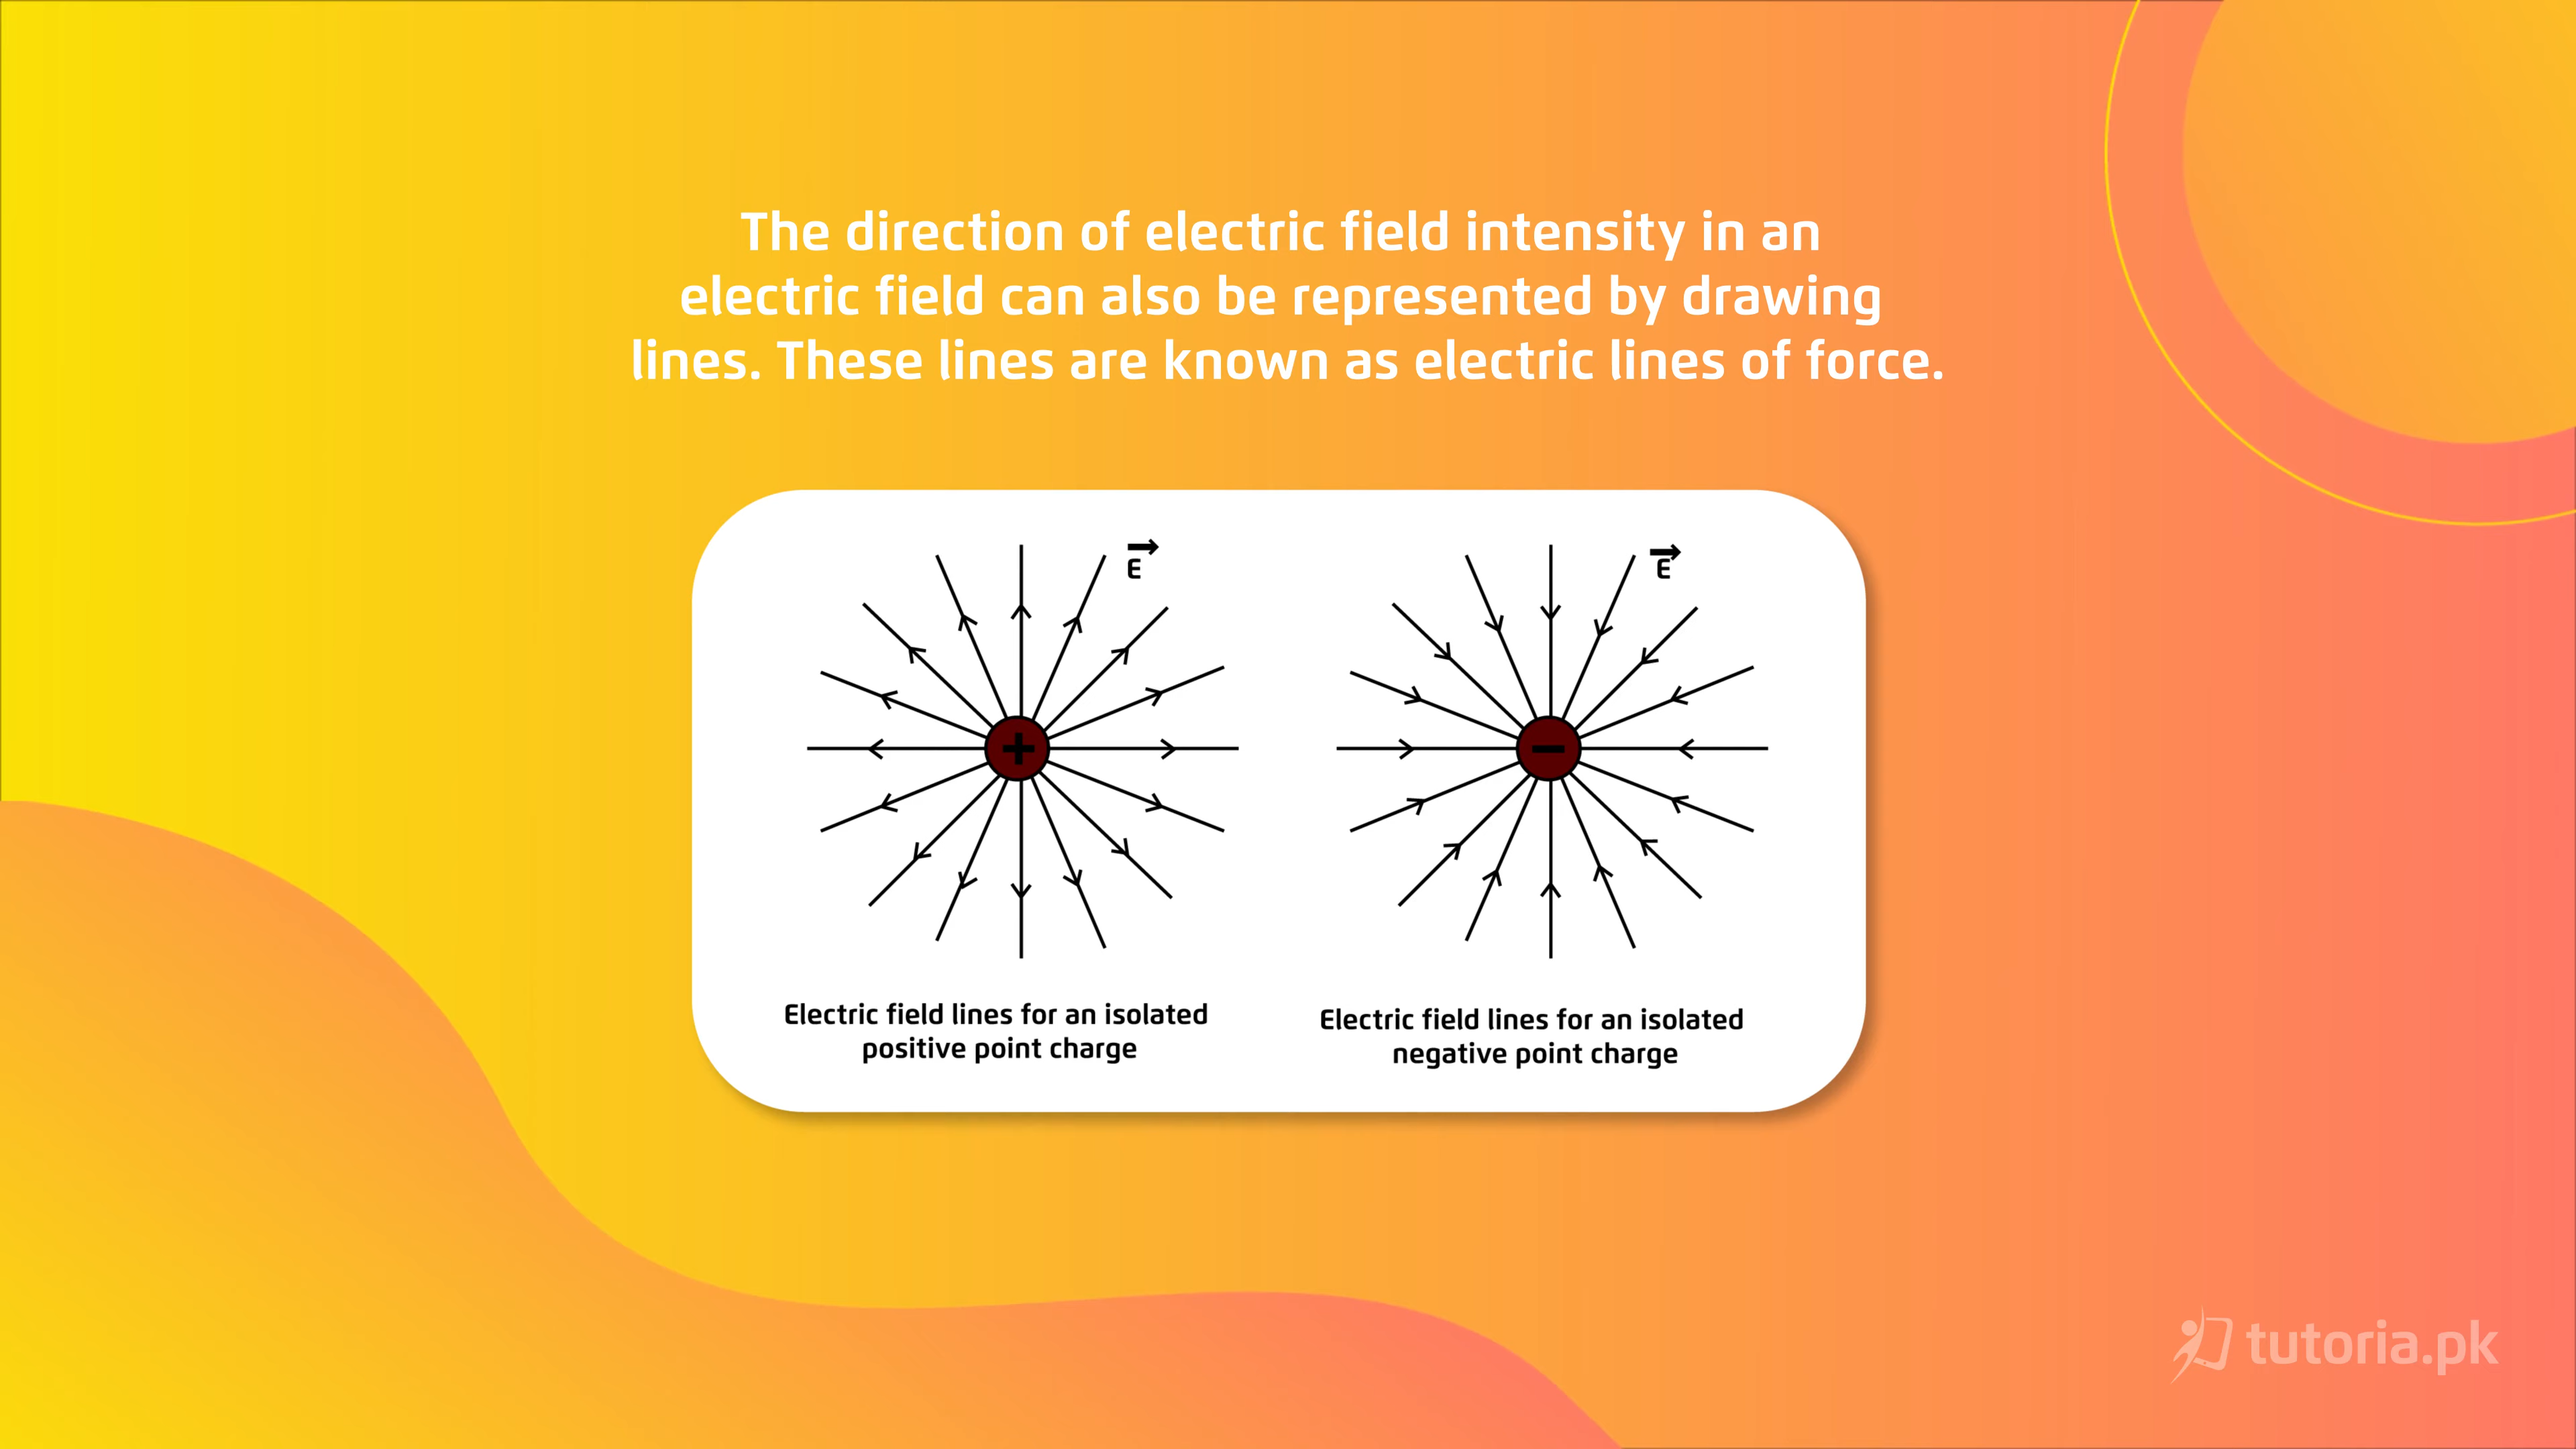 The direction of electric field intensity in an
electric field can also be represented by drawing
lines. These lines are known as electric lines of force.
E
E
+
−
Electric field lines for an isolated
positive point charge
Electric field lines for an isolated
negative point charge
tutoria.pk